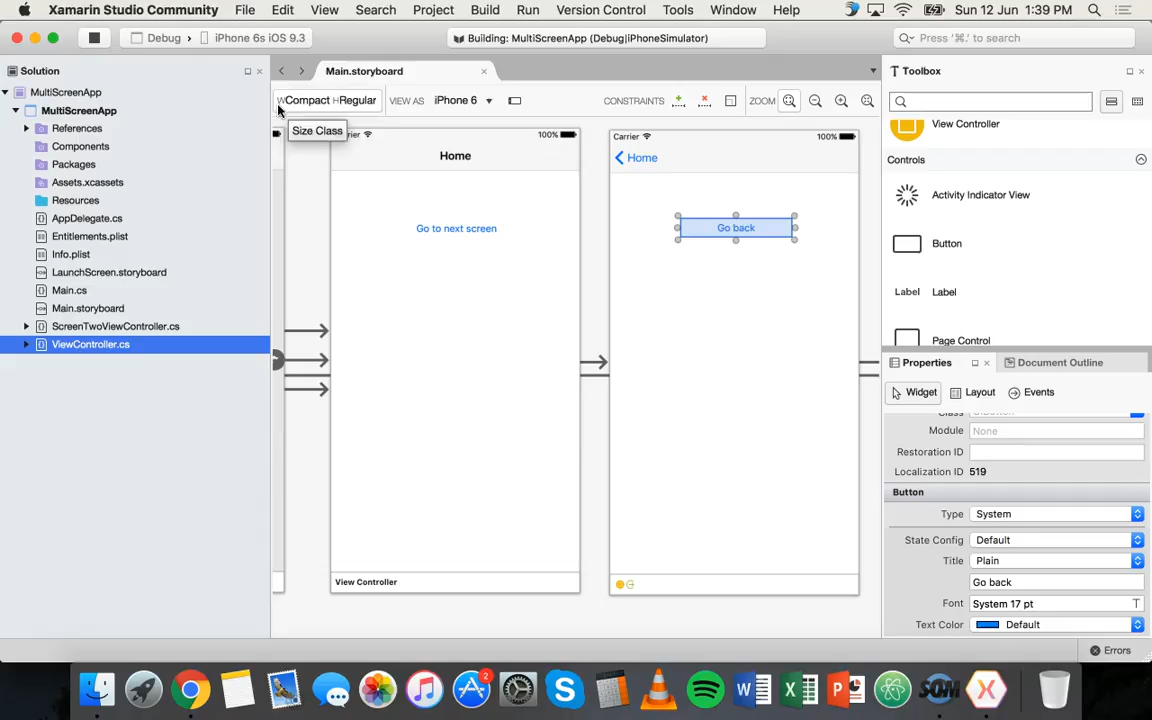 Xamarin Studio Community File Edit View Search Project Build Run Version Control Tools Window Help Sun 12 Jun 1:39 PM
Debug iPhone 6s iOS 9.3 Building: MultiScreenApp (Debug|iPhoneSimulator) Press '⌘.' to search
Solution
MultiScreenApp
MultiScreenApp
References
Components
Packages
Assets.xcassets
Resources
AppDelegate.cs
Entitlements.plist
Info.plist
LaunchScreen.storyboard
Main.cs
Main.storyboard
ScreenTwoViewController.cs
ViewController.cs
Main.storyboard
WCompact HRegular VIEW AS iPhone 6 CONSTRAINTS ZOOM
Size Class
rier 100%
Home
Go to next screen
View Controller
Carrier 100%
Home
Go back
Toolbox
View Controller
Controls
Activity Indicator View
Button
Label Label
Page Control
Properties Document Outline
Widget Layout Events
Class UIButton
Module None
Restoration ID
Localization ID 519
Button
Type System
State Config Default
Title Plain
Go back
Font System 17 pt T
Text Color Default
Errors
2